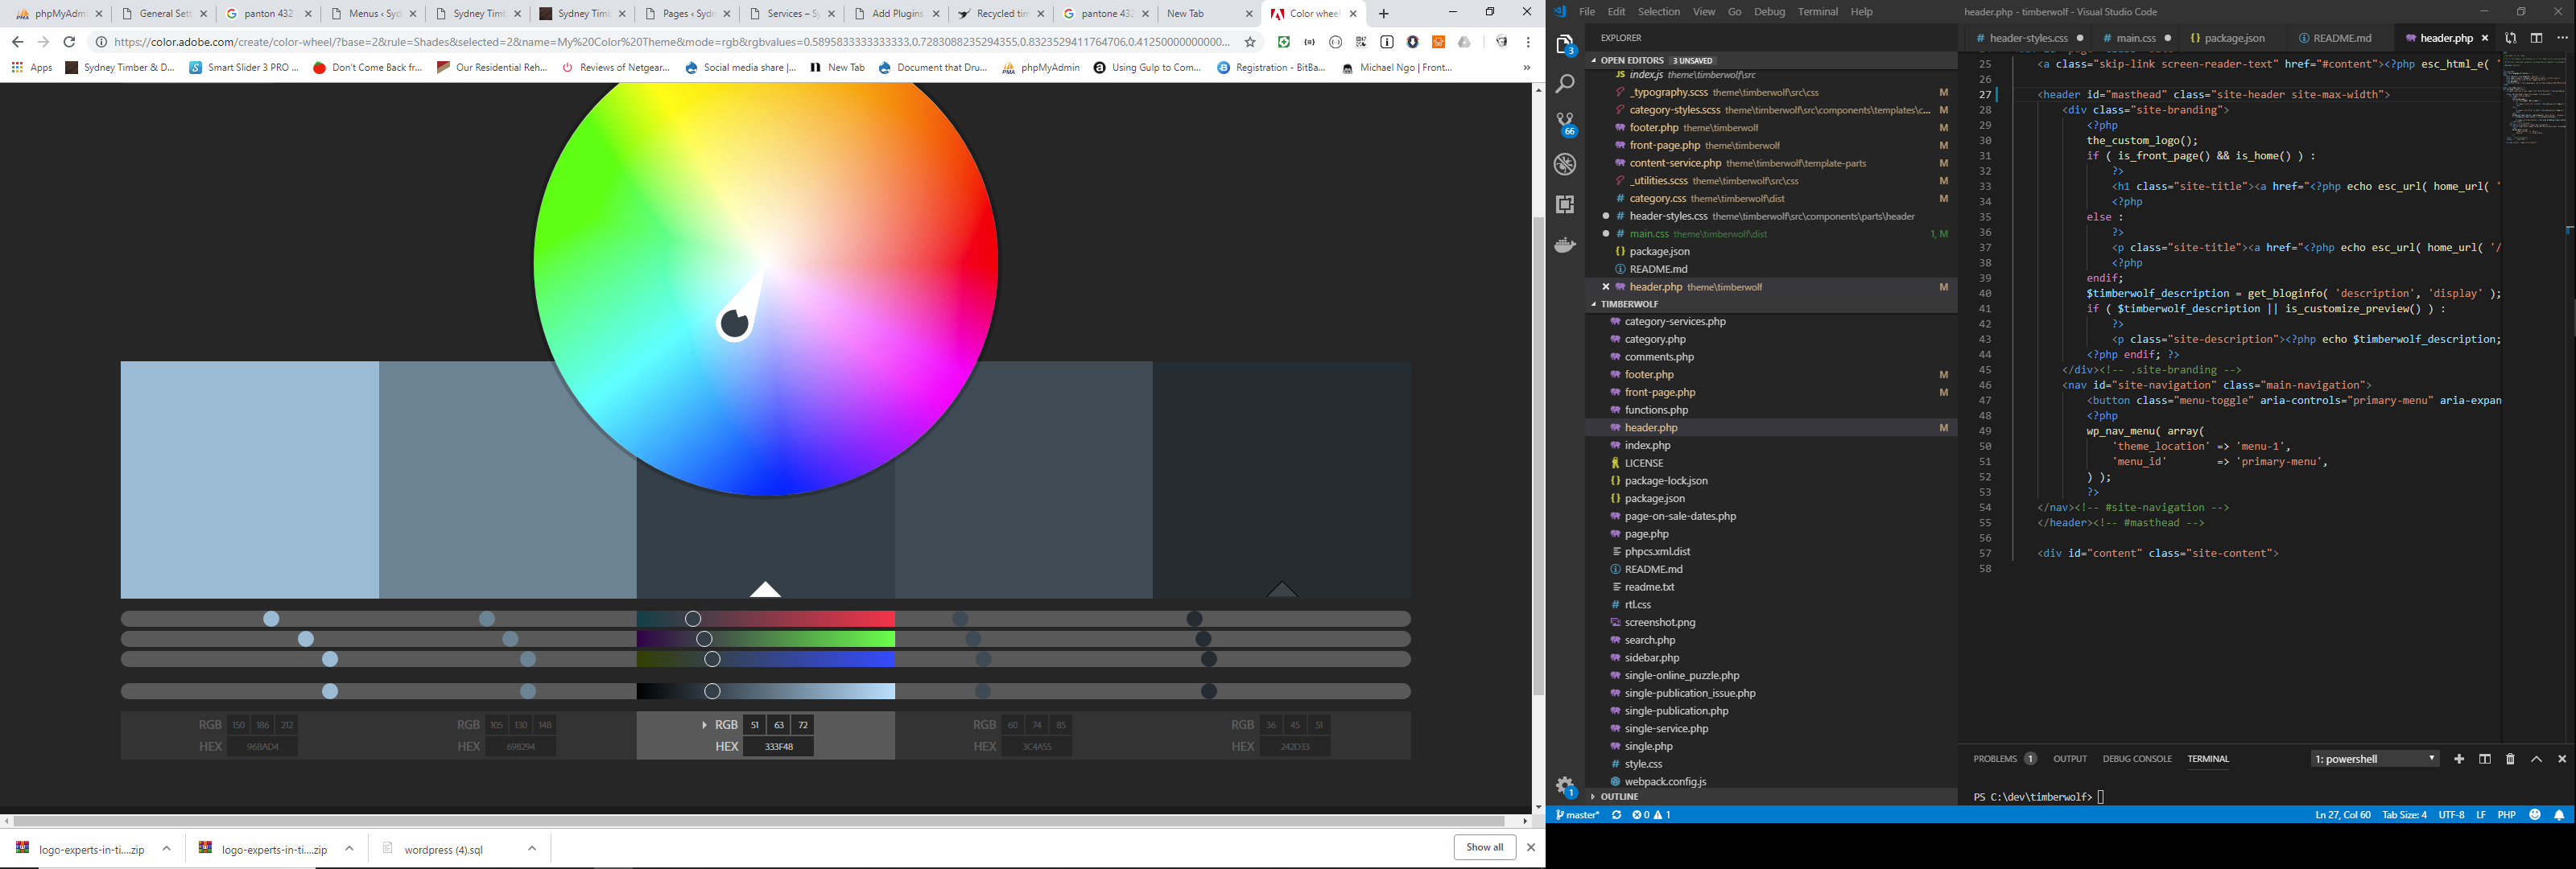 phpMyAdmi
General Sett
panton 432
Menus ‹ Syd
Sydney Timb
Sydney Timb
Pages ‹ Sydn
Services – Sy
Add Plugins
Recycled tim
pantone 432
New Tab
Color wheel
https://color.adobe.com/create/color-wheel/?base=2&rule=Shades&selected=2&name=My%20Color%20Theme&mode=rgb&rgbvalues=0.5895833333333333,0.7283088235294355,0.8323529411764706,0.41250000000000...
Apps
Sydney Timber & D...
Smart Slider 3 PRO ...
Don't Come Back fr...
Our Residential Reh...
Reviews of Netgear...
Social media share |...
New Tab
Document that Dru...
phpMyAdmin
Using Gulp to Com...
Registration - BitBa...
Michael Ngo | Front...
»
RGB 150 186 212
HEX 96BAD4
RGB 105 130 148
HEX 698294
RGB 51 63 72
HEX 333F48
RGB 60 74 85
HEX 3C4A55
RGB 36 45 51
HEX 242D33
logo-experts-in-ti....zip
logo-experts-in-ti....zip
wordpress (4).sql
Show all
File Edit Selection View Go Debug Terminal Help
header.php - timberwolf - Visual Studio Code
3
66
1
EXPLORER
OPEN EDITORS 3 UNSAVED
index.js theme\timberwolf\src
_typography.scss theme\timberwolf\src\css M
category-styles.scss theme\timberwolf\src\components\templates\c... M
footer.php theme\timberwolf M
front-page.php theme\timberwolf M
content-service.php theme\timberwolf\template-parts M
_utilities.scss theme\timberwolf\src\css M
category.css theme\timberwolf\dist M
header-styles.css theme\timberwolf\src\components\parts\header
main.css theme\timberwolf\dist 1, M
package.json
README.md
header.php theme\timberwolf M
TIMBERWOLF
category-services.php
category.php
comments.php
footer.php M
front-page.php M
functions.php
header.php M
index.php
LICENSE
package-lock.json
package.json
page-on-sale-dates.php
page.php
phpcs.xml.dist
README.md
readme.txt
rtl.css
screenshot.png
search.php
sidebar.php
single-online_puzzle.php
single-publication_issue.php
single-publication.php
single-service.php
single.php
style.css
webpack.config.js
OUTLINE
header-styles.css
main.css
package.json
README.md
header.php
25 <a class="skip-link screen-reader-text" href="#content"><?php esc_html_e( '
26
27 <header id="masthead" class="site-header site-max-width">
28 <div class="site-branding">
29 <?php
30 the_custom_logo();
31 if ( is_front_page() && is_home() ) :
32 ?>
33 <h1 class="site-title"><a href="<?php echo esc_url( home_url( '
34 <?php
35 else :
36 ?>
37 <p class="site-title"><a href="<?php echo esc_url( home_url( '/
38 <?php
39 endif;
40 $timberwolf_description = get_bloginfo( 'description', 'display' );
41 if ( $timberwolf_description || is_customize_preview() ) :
42 ?>
43 <p class="site-description"><?php echo $timberwolf_description;
44 <?php endif; ?>
45 </div><!-- .site-branding -->
46 <nav id="site-navigation" class="main-navigation">
47 <button class="menu-toggle" aria-controls="primary-menu" aria-expan
48 <?php
49 wp_nav_menu( array(
50 'theme_location' => 'menu-1',
51 'menu_id' => 'primary-menu',
52 ) );
53 ?>
54 </nav><!-- #site-navigation -->
55 </header><!-- #masthead -->
56
57 <div id="content" class="site-content">
58
PROBLEMS 1 OUTPUT DEBUG CONSOLE TERMINAL
1: powershell
PS C:\dev\timberwolf>
master* 0 1
Ln 27, Col 60 Tab Size: 4 UTF-8 LF PHP